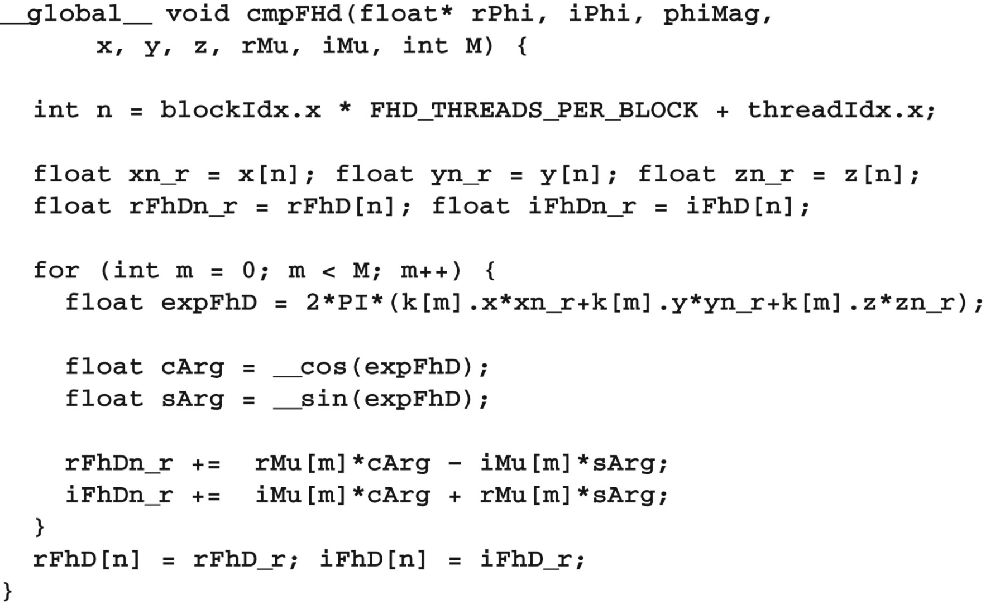 __global__ void cmpFHd(float* rPhi, iPhi, phiMag,
x, y, z, rMu, iMu, int M) {
int n = blockIdx.x * FHD_THREADS_PER_BLOCK + threadIdx.x;
float xn_r = x[n]; float yn_r = y[n]; float zn_r = z[n];
float rFhDn_r = rFhD[n]; float iFhDn_r = iFhD[n];
for (int m = 0; m < M; m++) {
float expFhD = 2*PI*(k[m].x*xn_r+k[m].y*yn_r+k[m].z*zn_r);
float cArg = __cos(expFhD);
float sArg = __sin(expFhD);
rFhDn_r += rMu[m]*cArg – iMu[m]*sArg;
iFhDn_r += iMu[m]*cArg + rMu[m]*sArg;
}
rFhD[n] = rFhD_r; iFhD[n] = iFhD_r;
}